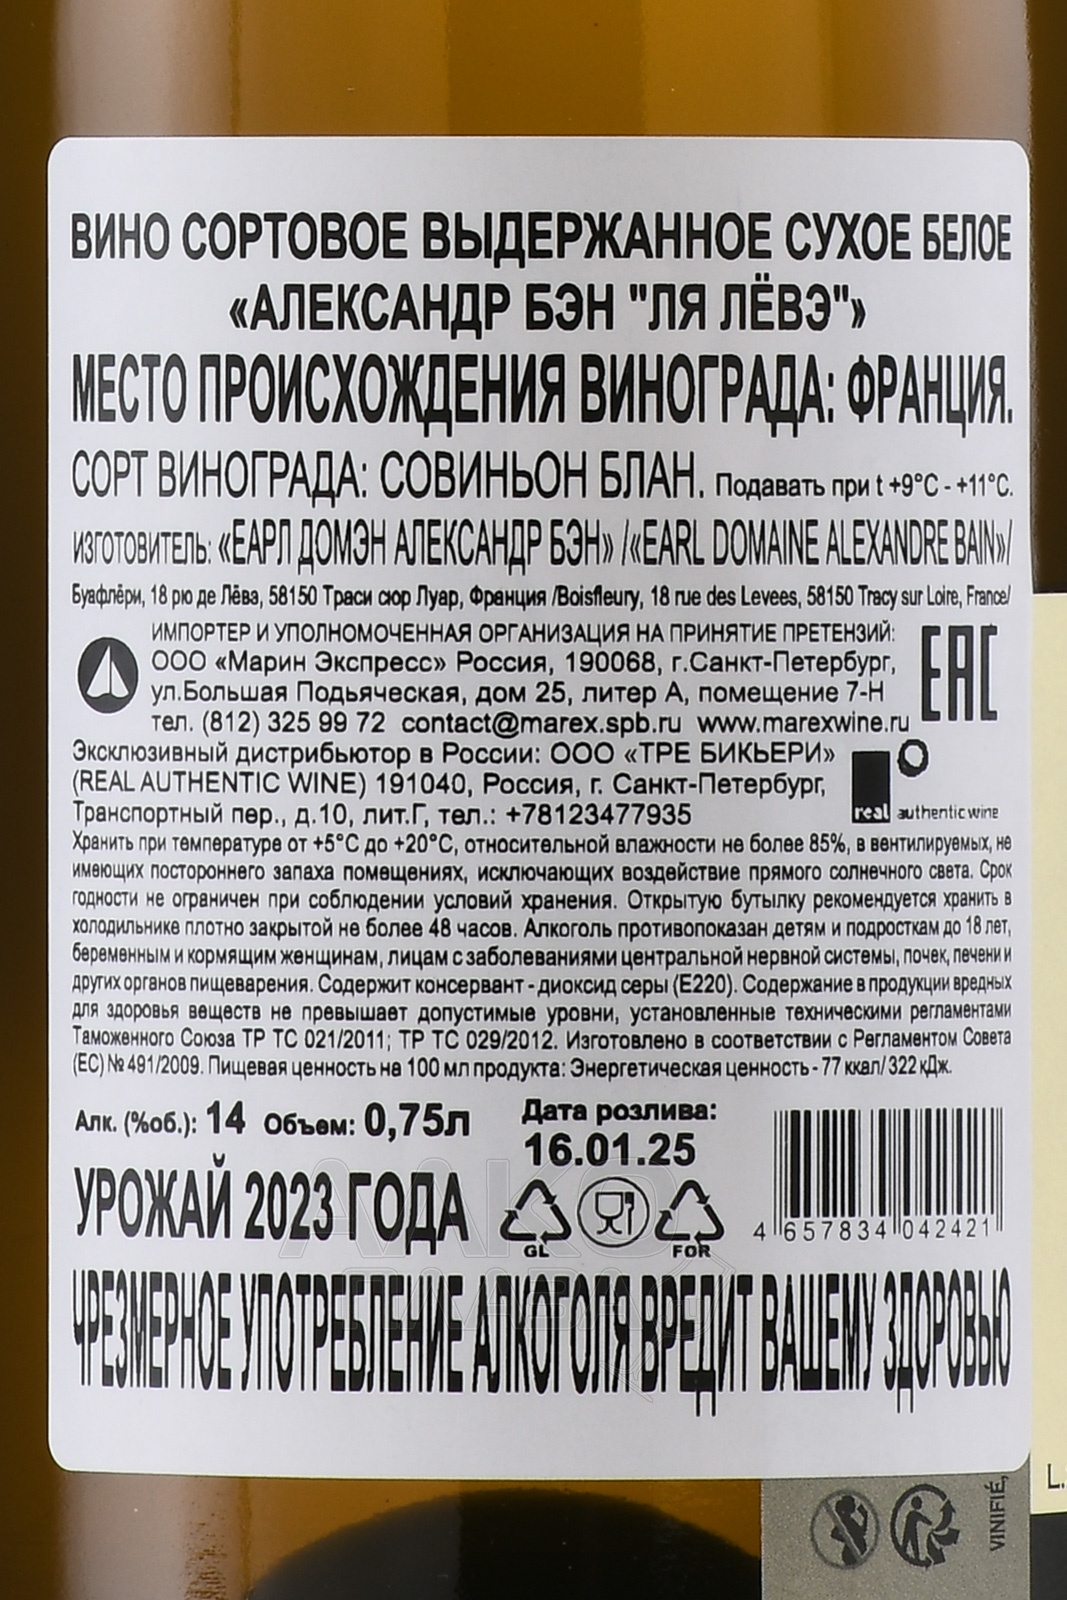 ВИНО СОРТОВОЕ ВЫДЕРЖАННОЕ СУХОЕ БЕЛОЕ
«АЛЕКСАНДР БЭН "ЛЯ ЛЁВЭ"»
МЕСТО ПРОИСХОЖДЕНИЯ ВИНОГРАДА: ФРАНЦИЯ.
СОРТ ВИНОГРАДА: СОВИНЬОН БЛАН. Подавать при t +9°C - +11°C.
ИЗГОТОВИТЕЛЬ: «ЕАРЛ ДОМЭН АЛЕКСАНДР БЭН» /«EARL DOMAINE ALEXANDRE BAIN»/
Буафлёри, 18 рю де Лёвэ, 58150 Траси сюр Луар, Франция /Boisfleury, 18 rue des Levees, 58150 Tracy sur Loire, France/
ИМПОРТЕР И УПОЛНОМОЧЕННАЯ ОРГАНИЗАЦИЯ НА ПРИНЯТИЕ ПРЕТЕНЗИЙ:
ООО «Марин Экспресс» Россия, 190068, г.Санкт-Петербург,
ул.Большая Подьяческая, дом 25, литер А, помещение 7-Н
тел. (812) 325 99 72 contact@marex.spb.ru www.marexwine.ru
EAC
Эксклюзивный дистрибьютор в России: ООО «ТРЕ БИКЬЕРИ»
(REAL AUTHENTIC WINE) 191040, Россия, г. Санкт-Петербург,
Транспортный пер., д.10, лит.Г, тел.: +78123477935
real authentic wine
Хранить при температуре от +5°C до +20°C, относительной влажности не более 85%, в вентилируемых, не
имеющих постороннего запаха помещениях, исключающих воздействие прямого солнечного света. Срок
годности не ограничен при соблюдении условий хранения. Открытую бутылку рекомендуется хранить в
холодильнике плотно закрытой не более 48 часов. Алкоголь противопоказан детям и подросткам до 18 лет,
беременным и кормящим женщинам, лицам с заболеваниями центральной нервной системы, почек, печени и
других органов пищеварения. Содержит консервант - диоксид серы (Е220). Содержание в продукции вредных
для здоровья веществ не превышает допустимые уровни, установленные техническими регламентами
Таможенного Союза ТР ТС 021/2011; ТР ТС 029/2012. Изготовлено в соответствии с Регламентом Совета
(ЕС) № 491/2009. Пищевая ценность на 100 мл продукта: Энергетическая ценность - 77 ккал/ 322 кДж.
Алк. (%об.): 14 Объем: 0,75л
Дата розлива:
16.01.25
УРОЖАЙ 2023 ГОДА
GL
FOR
4 657834 042421
ЧРЕЗМЕРНОЕ УПОТРЕБЛЕНИЕ АЛКОГОЛЯ ВРЕДИТ ВАШЕМУ ЗДОРОВЬЮ
VINIFIÉ,
L.